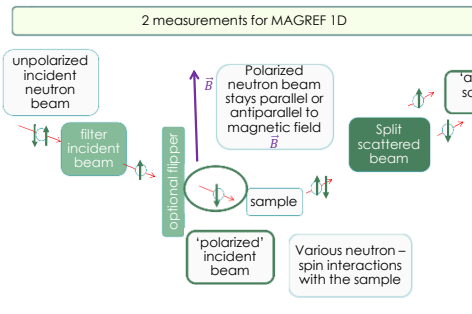 2 measurements for MAGREF 1D
unpolarized
incident
neutron
beam
filter
incident
beam
optional flipper
B
Polarized
neutron beam
stays parallel or
antiparallel to
magnetic field
B
sample
'polarized'
incident
beam
Various neutron –
spin interactions
with the sample
Split
scattered
beam